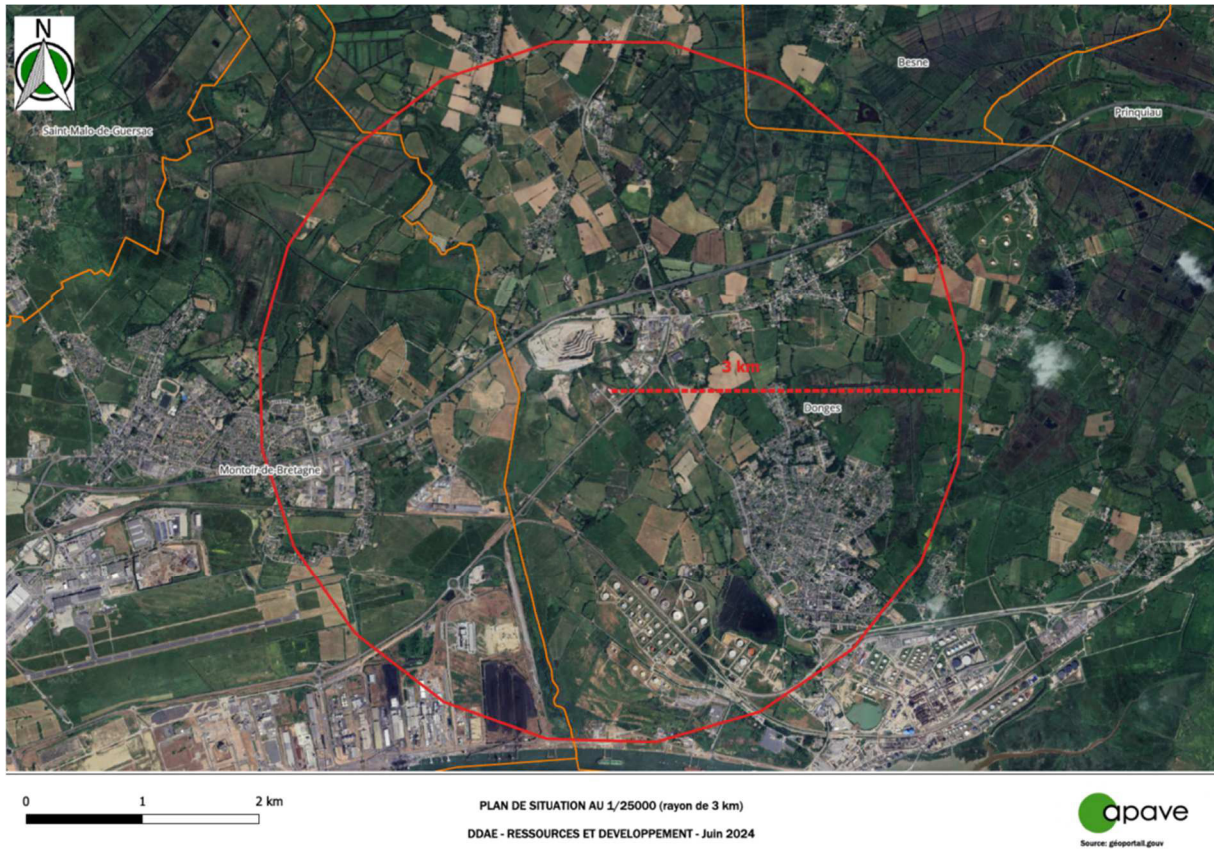 N
Besne
Prinquiau
Saint-Malo-de-Guersac
3 km
Donges
Montoir-de-Bretagne
0 1 2 km
PLAN DE SITUATION AU 1/25000 (rayon de 3 km)
DDAE - RESSOURCES ET DEVELOPPEMENT - Juin 2024
apave
Source: géoportail.gouv